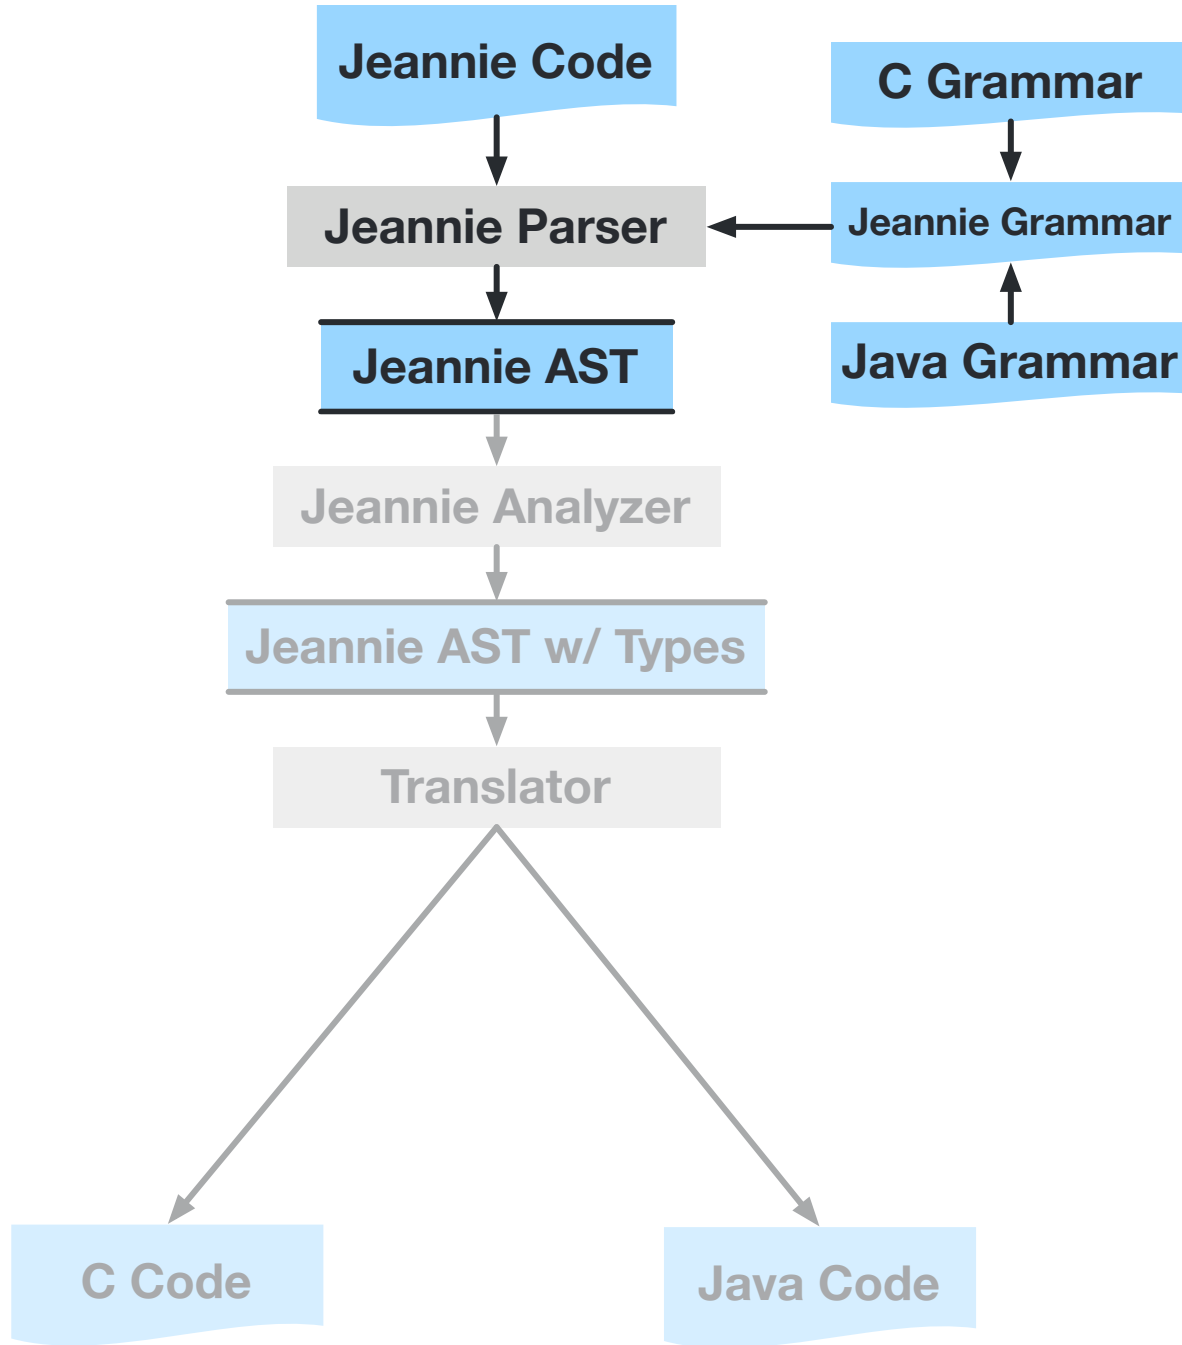 Jeannie Code
C Grammar
Jeannie Parser
Jeannie Grammar
Jeannie AST
Java Grammar
Jeannie Analyzer
Jeannie AST w/ Types
Translator
C Code
Java Code